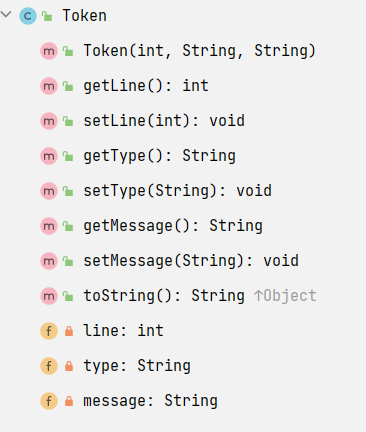 C Token
m Token(int, String, String)
m getLine(): int
m setLine(int): void
m getType(): String
m setType(String): void
m getMessage(): String
m setMessage(String): void
m toString(): String ↑Object
f line: int
f type: String
f message: String